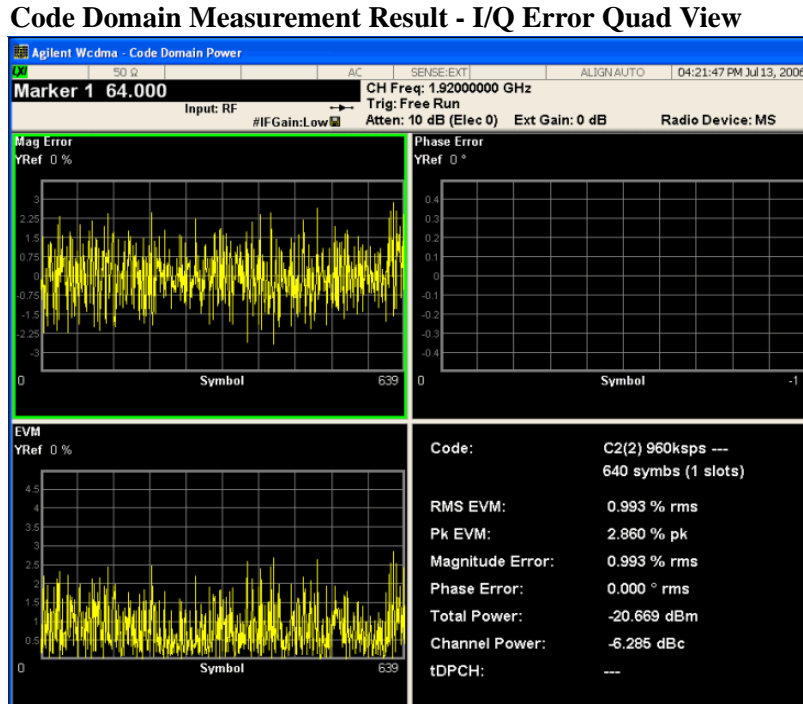 Code Domain Measurement Result - I/Q Error Quad View
Agilent Wcdma - Code Domain Power
LXI 50 Ω AC SENSE:EXT ALIGN AUTO 04:21:47 PM Jul 13, 2006
Marker 1 64.000
CH Freq: 1.92000000 GHz
Input: RF
Trig: Free Run
#IFGain:Low
Atten: 10 dB (Elec 0) Ext Gain: 0 dB Radio Device: MS
Mag Error
YRef 0 %
3
2.25
1.5
0.75
0
-0.75
-1.5
-2.25
-3
0 Symbol 639
Phase Error
YRef 0 °
0.4
0.3
0.2
0.1
0
-0.1
-0.2
-0.3
-0.4
0 Symbol -1
EVM
YRef 0 %
4.5
4
3.5
3
2.5
2
1.5
1
0.5
0 Symbol 639
Code: C2(2) 960ksps ---
640 symbs (1 slots)
RMS EVM: 0.993 % rms
Pk EVM: 2.860 % pk
Magnitude Error: 0.993 % rms
Phase Error: 0.000 ° rms
Total Power: -20.669 dBm
Channel Power: -6.285 dBc
tDPCH: ---